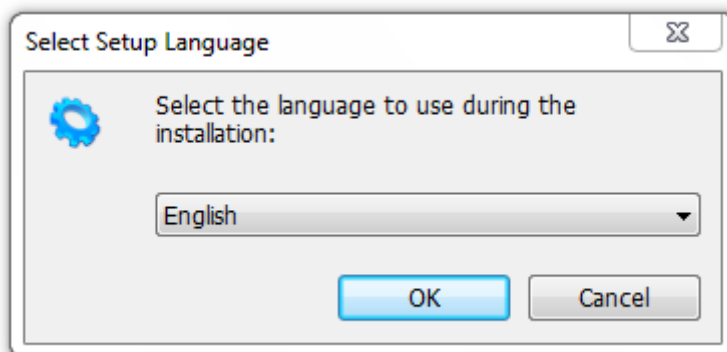 Select Setup Language
Select the language to use during the
installation:
English
OK
Cancel